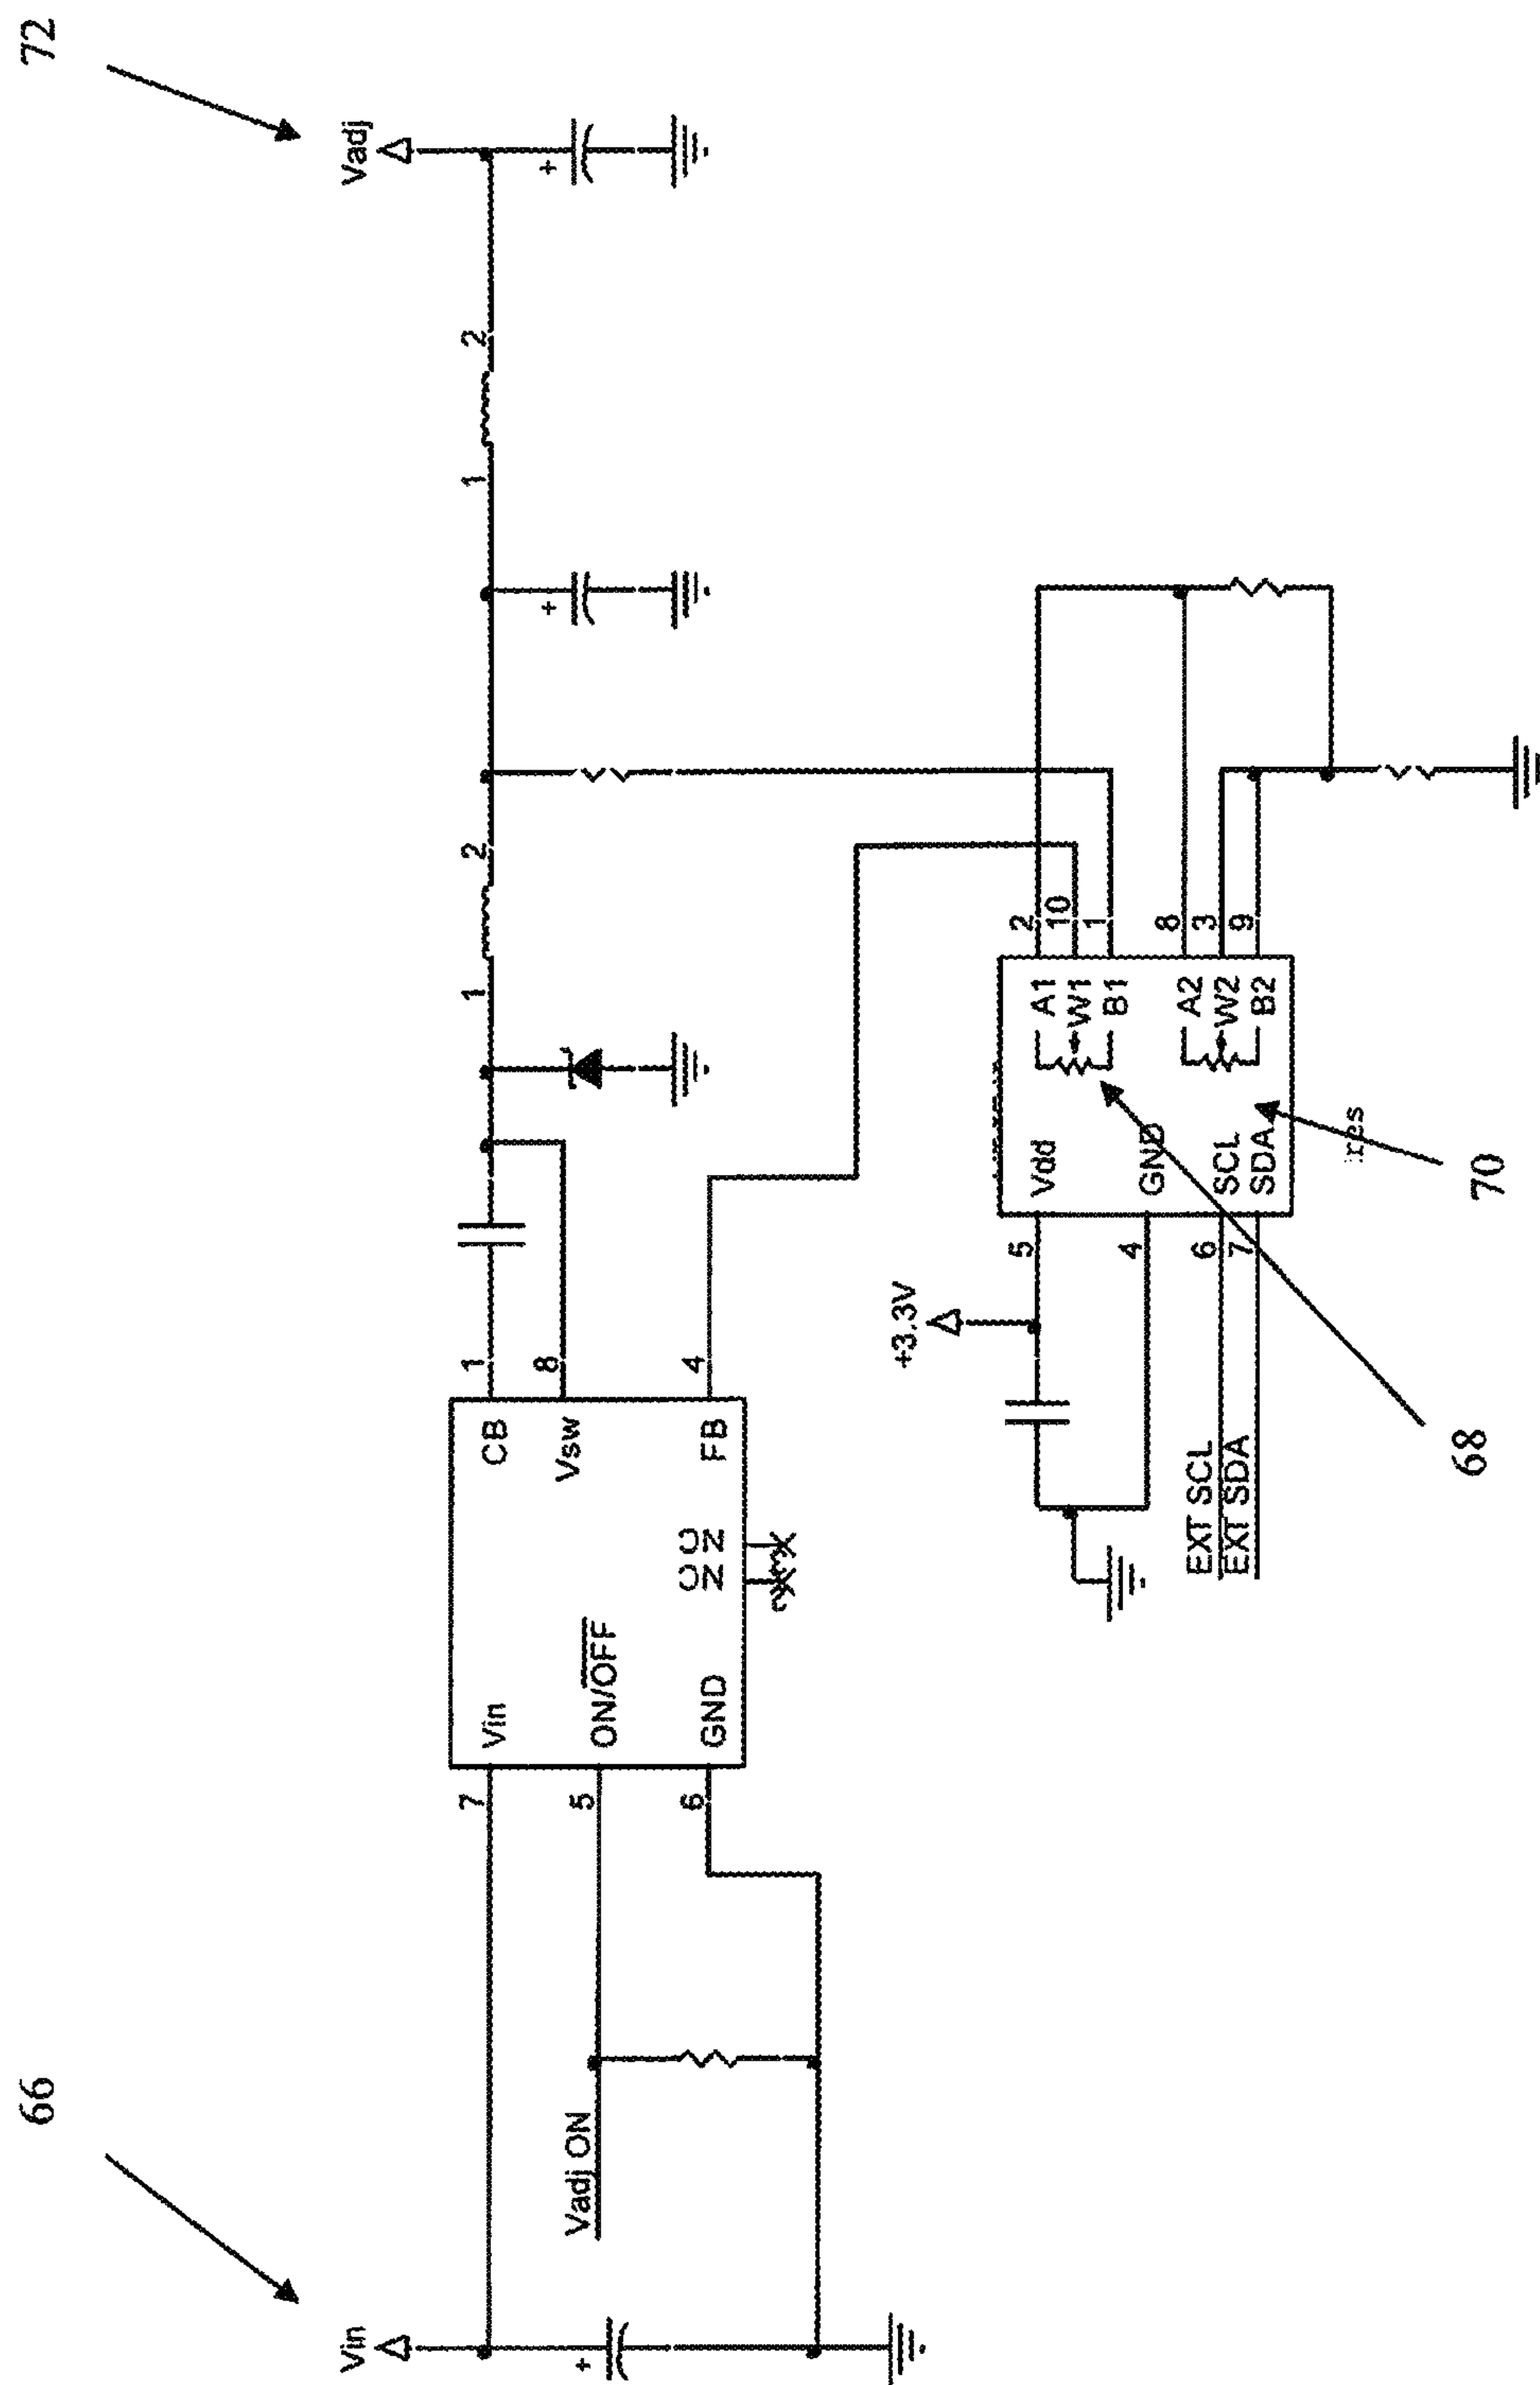 72
Vadj
2
1
2
1
+
+
1
8
4
CB
Vsw
FB
NC
NC
Vin
ON/OFF
GND
7
5
6
Vadj ON
Vin
+
66
+3.3V
5
4
6
7
Vdd
GND
SCL
SDA
A1
W1
B1
A2
W2
B2
2
10
1
8
3
9
EXT SCL
EXT SDA
68
70